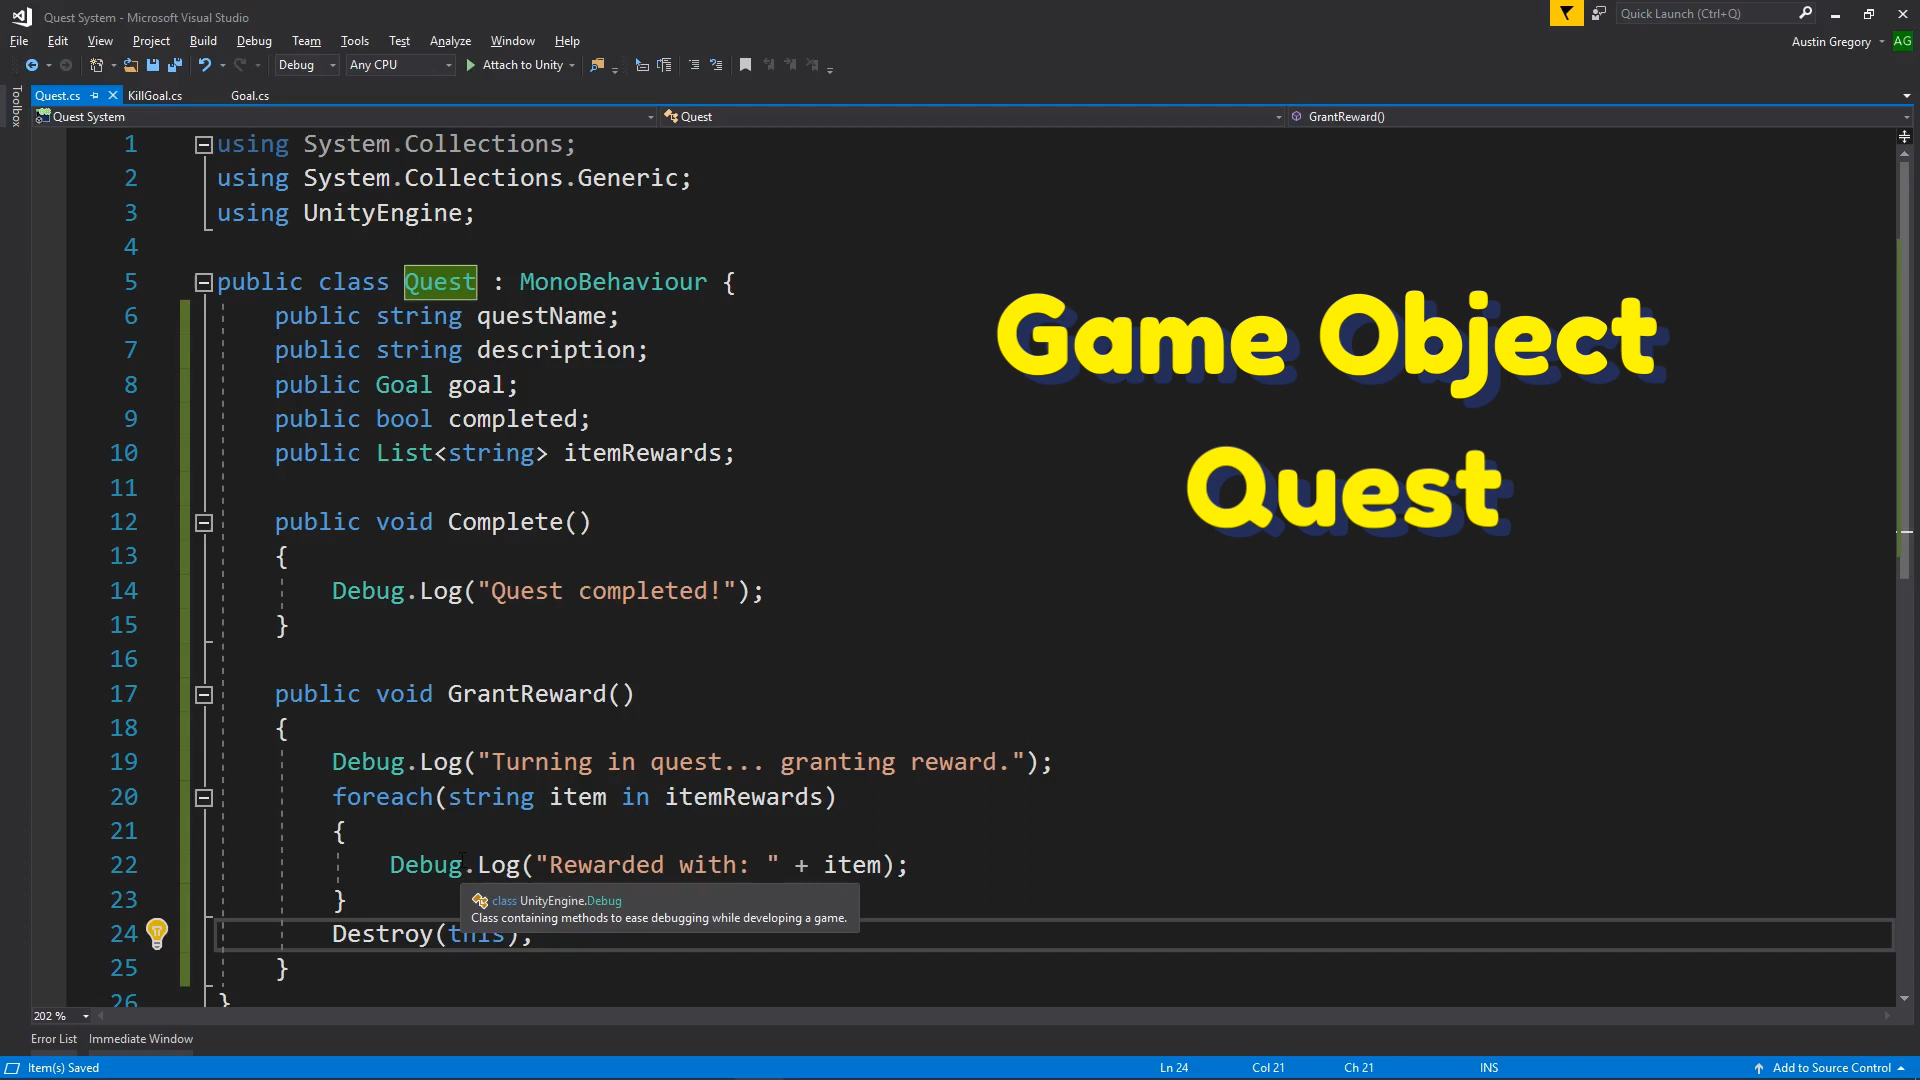 Quest System - Microsoft Visual Studio
Quick Launch (Ctrl+Q)
File Edit View Project Build Debug Team Tools Test Analyze Window Help
Austin Gregory AG
Debug Any CPU Attach to Unity
Toolbox
Quest.cs KillGoal.cs Goal.cs
Quest System Quest GrantReward()
1 using System.Collections;
2 using System.Collections.Generic;
3 using UnityEngine;
4
5 public class Quest : MonoBehaviour {
6 public string questName;
7 public string description;
8 public Goal goal;
9 public bool completed;
10 public List<string> itemRewards;
11
12 public void Complete()
13 {
14 Debug.Log("Quest completed!");
15 }
16
17 public void GrantReward()
18 {
19 Debug.Log("Turning in quest... granting reward.");
20 foreach(string item in itemRewards)
21 {
22 Debug.Log("Rewarded with: " + item);
23 }
class UnityEngine.Debug
Class containing methods to ease debugging while developing a game.
24 Destroy(this);
25 }
26 }
Game Object
Quest
202 %
Error List Immediate Window
Item(s) Saved Ln 24 Col 21 Ch 21 INS Add to Source Control